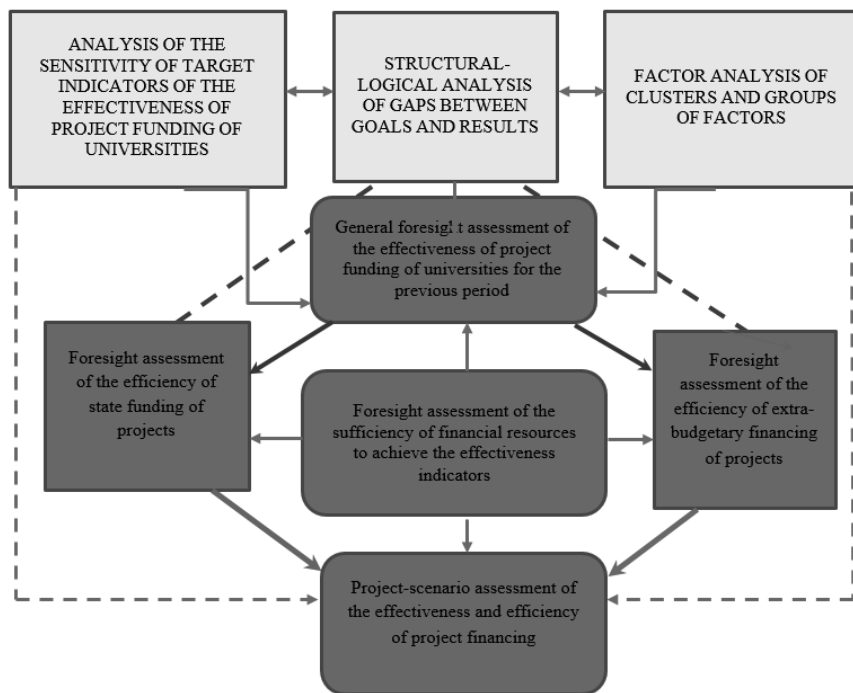 ANALYSIS OF THE
SENSITIVITY OF TARGET
INDICATORS OF THE
EFFECTIVENESS OF
PROJECT FUNDING OF
UNIVERSITIES
STRUCTURAL-
LOGICAL ANALYSIS
OF GAPS BETWEEN
GOALS AND RESULTS
FACTOR ANALYSIS OF
CLUSTERS AND GROUPS
OF FACTORS
General foresight assessment of
the effectiveness of project
funding of universities for the
previous period
Foresight assessment
of the efficiency of
state funding of
projects
Foresight assessment of the
sufficiency of financial resources
to achieve the effectiveness
indicators
Foresight
assessment of the
efficiency of extra-
budgetary financing
of projects
Project-scenario assessment of
the effectiveness and efficiency
of project financing